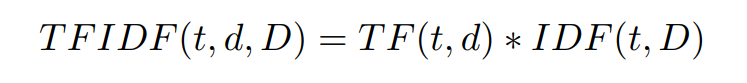 TFIDF(t, d, D) = TF(t, d) ∗ IDF(t, D)